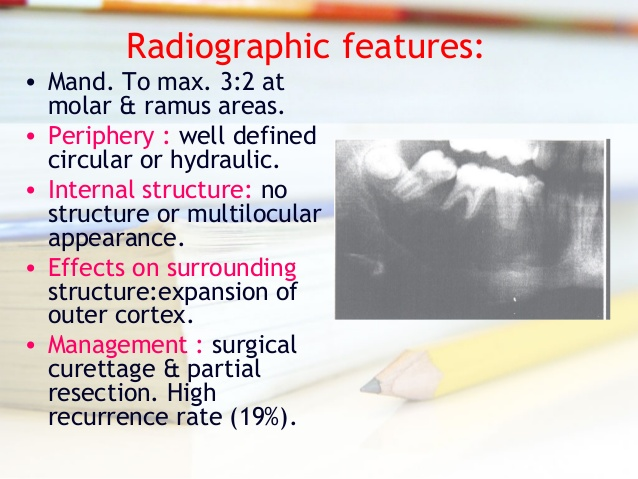 Radiographic features:
• Mand. To max. 3:2 at
molar & ramus areas.
• Periphery : well defined
circular or hydraulic.
• Internal structure: no
structure or multilocular
appearance.
• Effects on surrounding
structure:expansion of
outer cortex.
• Management : surgical
curettage & partial
resection. High
recurrence rate (19%).